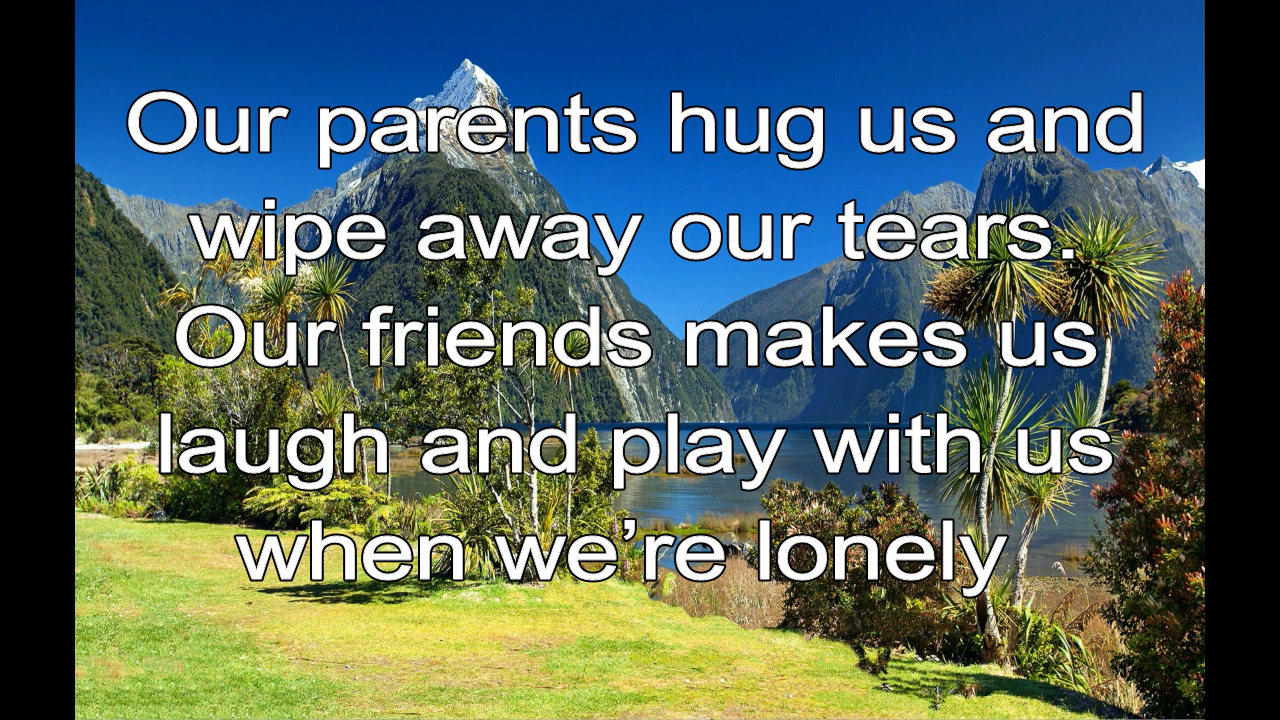 Our parents hug us and
wipe away our tears.
Our friends makes us
laugh and play with us
when we’re lonely